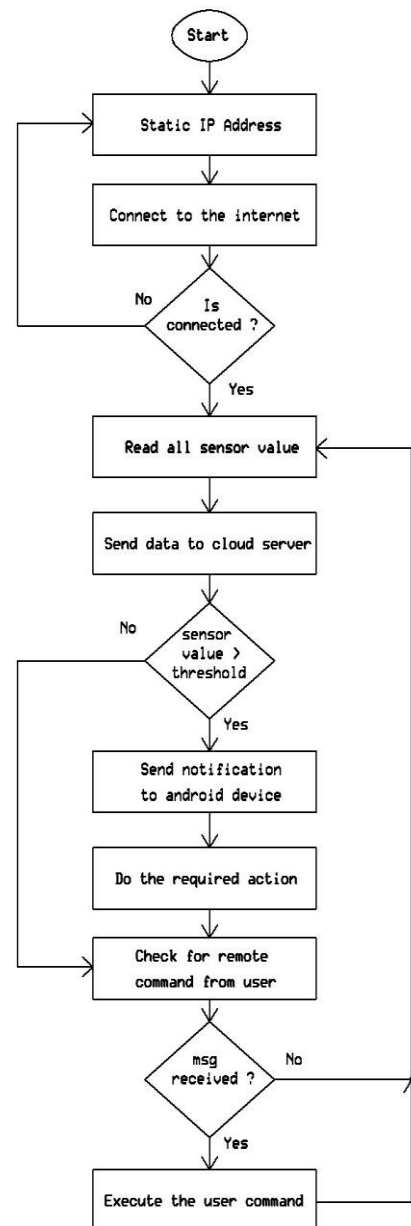 Start
Static IP Address
Connect to the internet
No
Is
connected ?
Yes
Read all sensor value
Send data to cloud server
No
sensor
value >
threshold
Yes
Send notification
to android device
Do the required action
Check for remote
command from user
msg
received ?
No
Yes
Execute the user command